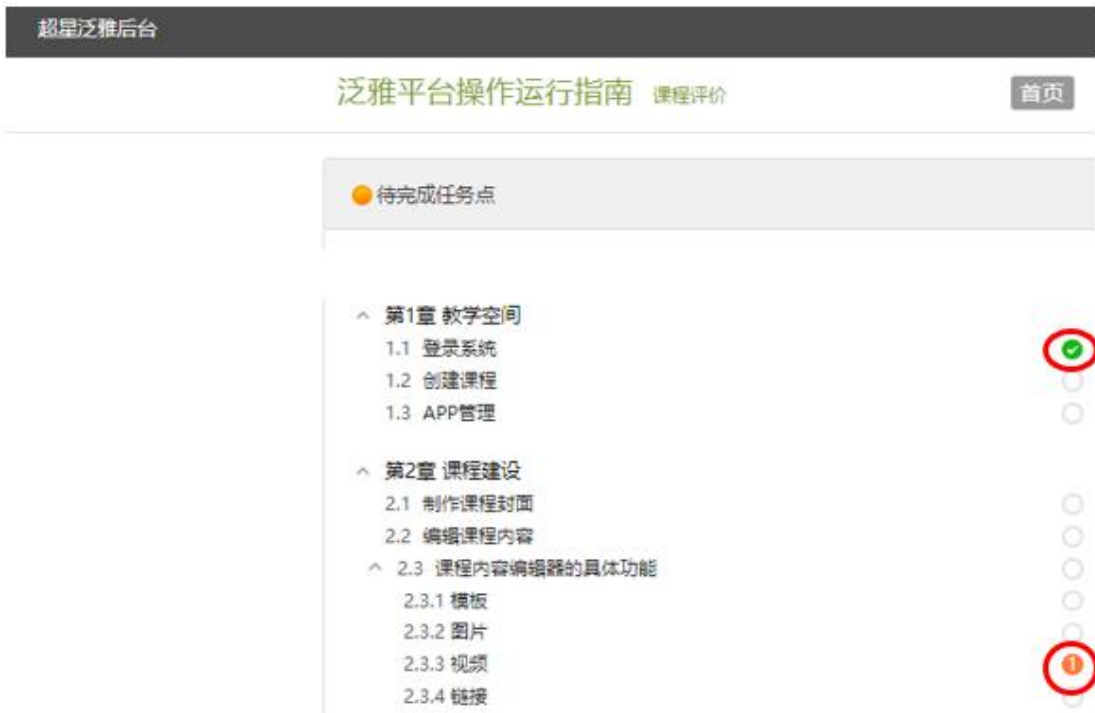 超星泛雅后台
泛雅平台操作运行指南 课程评价 首页
待完成任务点
第1章 教学空间
1.1 登录系统
1.2 创建课程
1.3 APP管理
第2章 课程建设
2.1 制作课程封面
2.2 编辑课程内容
2.3 课程内容编辑器的具体功能
2.3.1 模板
2.3.2 图片
2.3.3 视频 1
2.3.4 链接